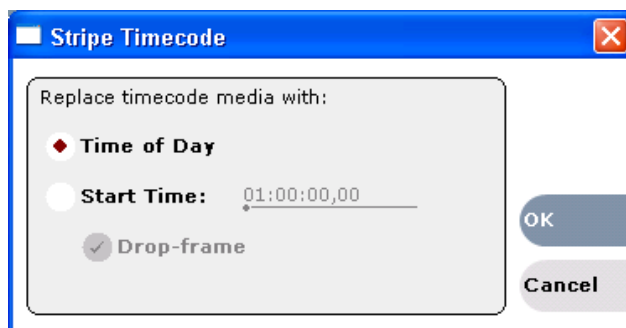 Stripe Timecode
Replace timecode media with:
Time of Day
Start Time: 01:00:00,00
Drop-frame
OK
Cancel